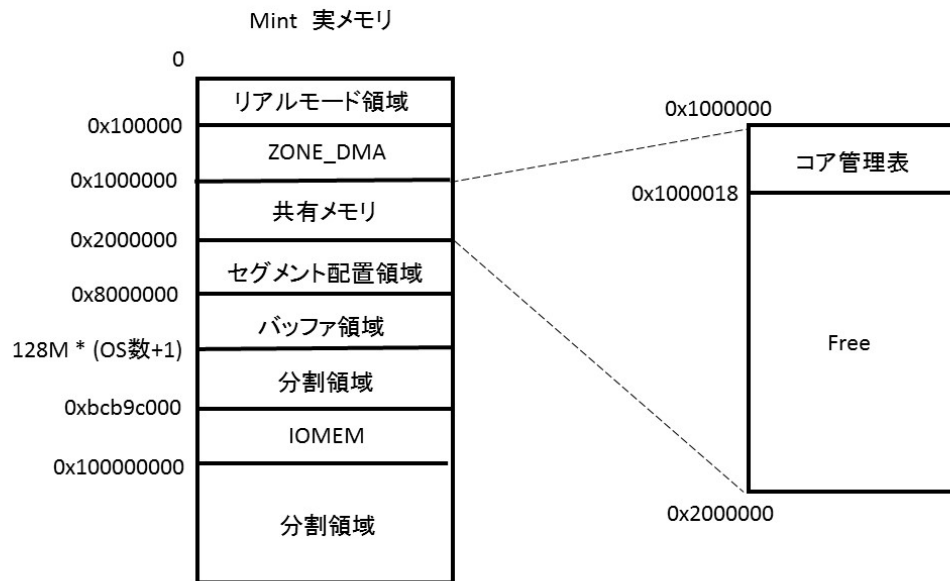 Mint 実メモリ
0
リアルモード領域
0x100000
ZONE_DMA
0x1000000
共有メモリ
0x2000000
セグメント配置領域
0x8000000
バッファ領域
128M * (OS数+1)
分割領域
0xbcb9c000
IOMEM
0x100000000
分割領域
0x1000000
コア管理表
0x1000018
Free
0x2000000